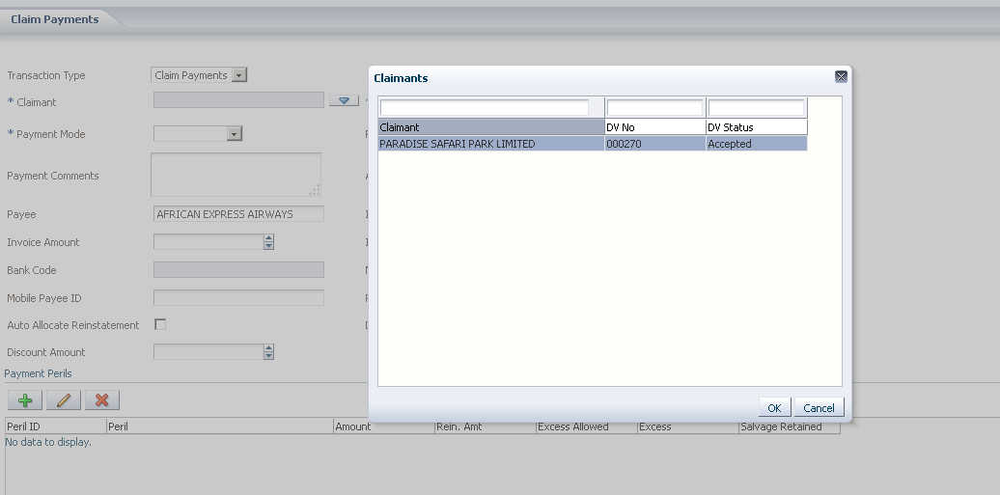 Claim Payments
Transaction Type
Claim Payments
* Claimant
* Payment Mode
Payment Comments
Payee
AFRICAN EXPRESS AIRWAYS
Invoice Amount
Bank Code
Mobile Payee ID
Auto Allocate Reinstatement
Discount Amount
Payment Perils
Claimants
Claimant DV No DV Status
PARADISE SAFARI PARK LIMITED 000270 Accepted
OK Cancel
Peril ID Peril Amount Rein. Amt Excess Allowed Excess Salvage Retained
No data to display.